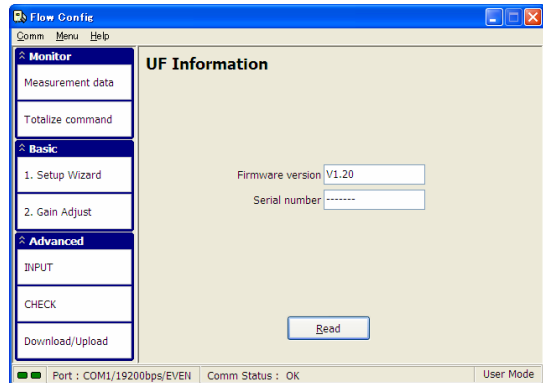 Flow Config
Comm Menu Help
Monitor
Measurement data
Totalize command
Basic
1. Setup Wizard
2. Gain Adjust
Advanced
INPUT
CHECK
Download/Upload
UF Information
Firmware version V1.20
Serial number -------
Read
Port : COM1/19200bps/EVEN Comm Status : OK User Mode